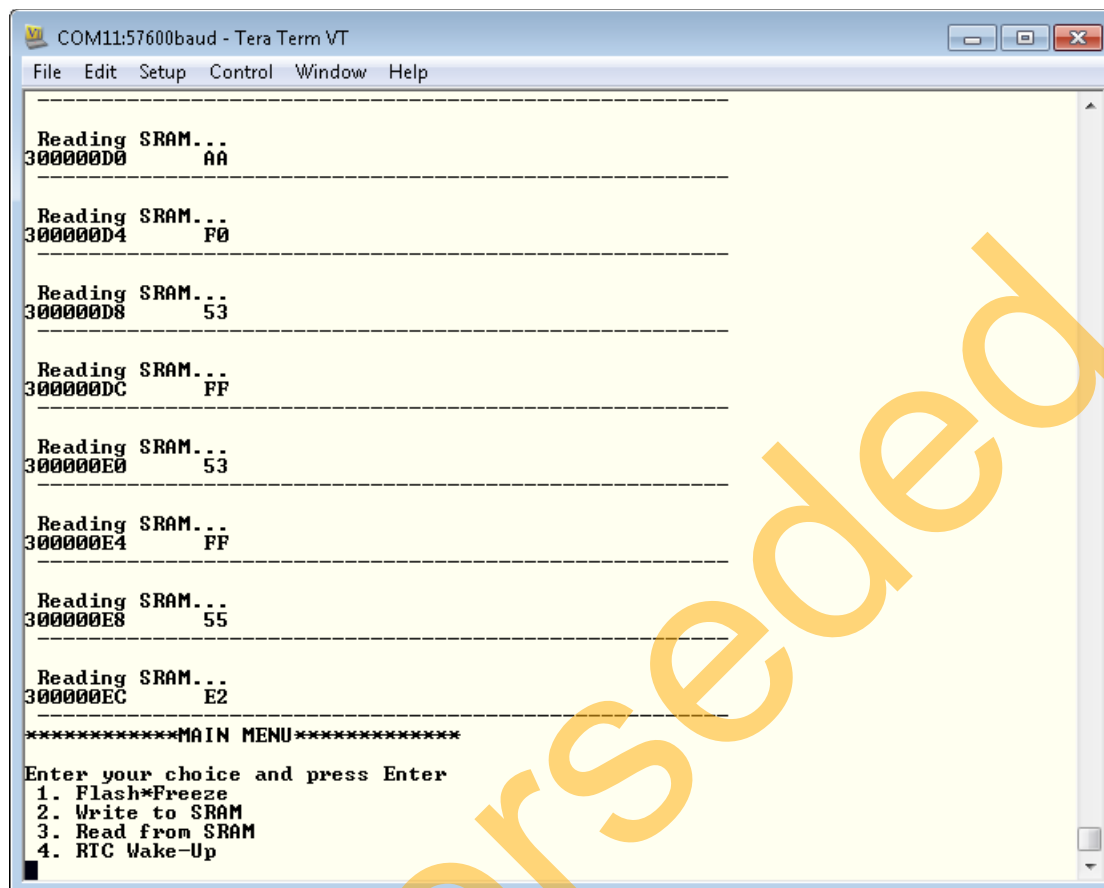 COM11:57600baud - Tera Term VT
File Edit Setup Control Window Help
------------------------------------------------------
Reading SRAM...
300000D0 AA
------------------------------------------------------
Reading SRAM...
300000D4 F0
------------------------------------------------------
Reading SRAM...
300000D8 53
------------------------------------------------------
Reading SRAM...
300000DC FF
------------------------------------------------------
Reading SRAM...
300000E0 53
------------------------------------------------------
Reading SRAM...
300000E4 FF
------------------------------------------------------
Reading SRAM...
300000E8 55
------------------------------------------------------
Reading SRAM...
300000EC E2
------------------------------------------------------
************MAIN MENU*************
Enter your choice and press Enter
1. Flash*Freeze
2. Write to SRAM
3. Read from SRAM
4. RTC Wake-Up
erseded